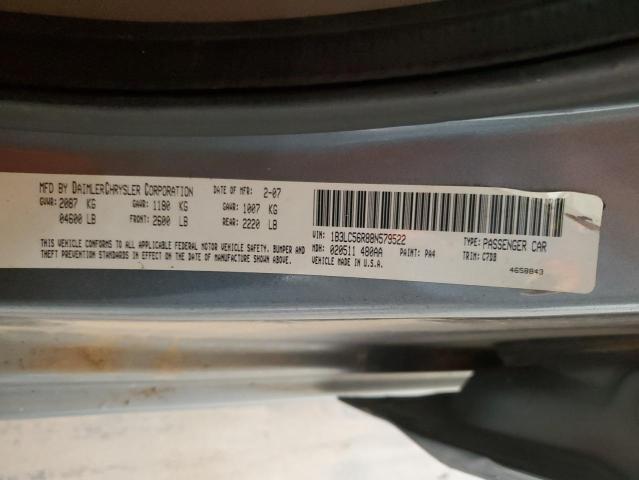 MFD BY DAIMLERCHRYSLER CORPORATION DATE OF MFR: 2-07
GVWR: 2087 KG GAWR: 1180 KG GAWR: 1007 KG
04600 LB FRONT: 2600 LB REAR: 2220 LB
THIS VEHICLE CONFORMS TO ALL APPLICABLE FEDERAL MOTOR VEHICLE SAFETY, BUMPER AND
THEFT PREVENTION STANDARDS IN EFFECT ON THE DATE OF MANUFACTURE SHOWN ABOVE.
VIN: 1B3LC56R88N579522 TYPE: PASSENGER CAR
MDH: 020511 480AA PAINT: PA4 TRIM: C7DB
VEHICLE MADE IN U.S.A. 4658843